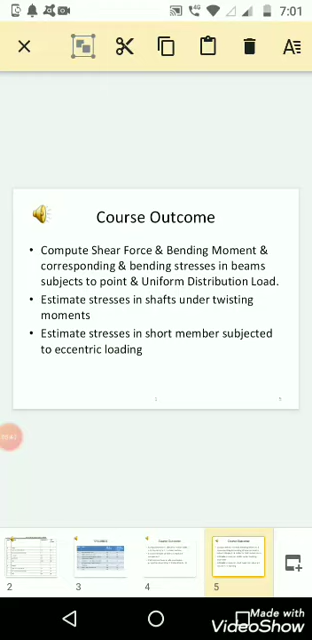 4G
7:01
A
Course Outcome
• Compute Shear Force & Bending Moment &
corresponding & bending stresses in beams
subjects to point & Uniform Distribution Load.
• Estimate stresses in shafts under twisting
moments
• Estimate stresses in short member subjected
to eccentric loading
5
2
3
4
5
Made with
VideoShow